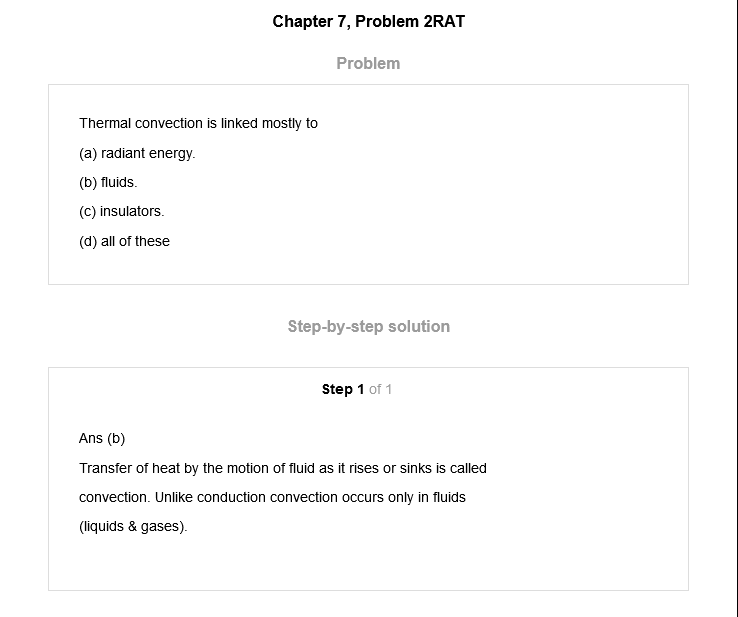 Chapter 7, Problem 2RAT
Problem
Thermal convection is linked mostly to
(a) radiant energy.
(b) fluids.
(c) insulators.
(d) all of these
Step-by-step solution
Step 1 of 1
Ans (b)
Transfer of heat by the motion of fluid as it rises or sinks is called
convection. Unlike conduction convection occurs only in fluids
(liquids & gases).